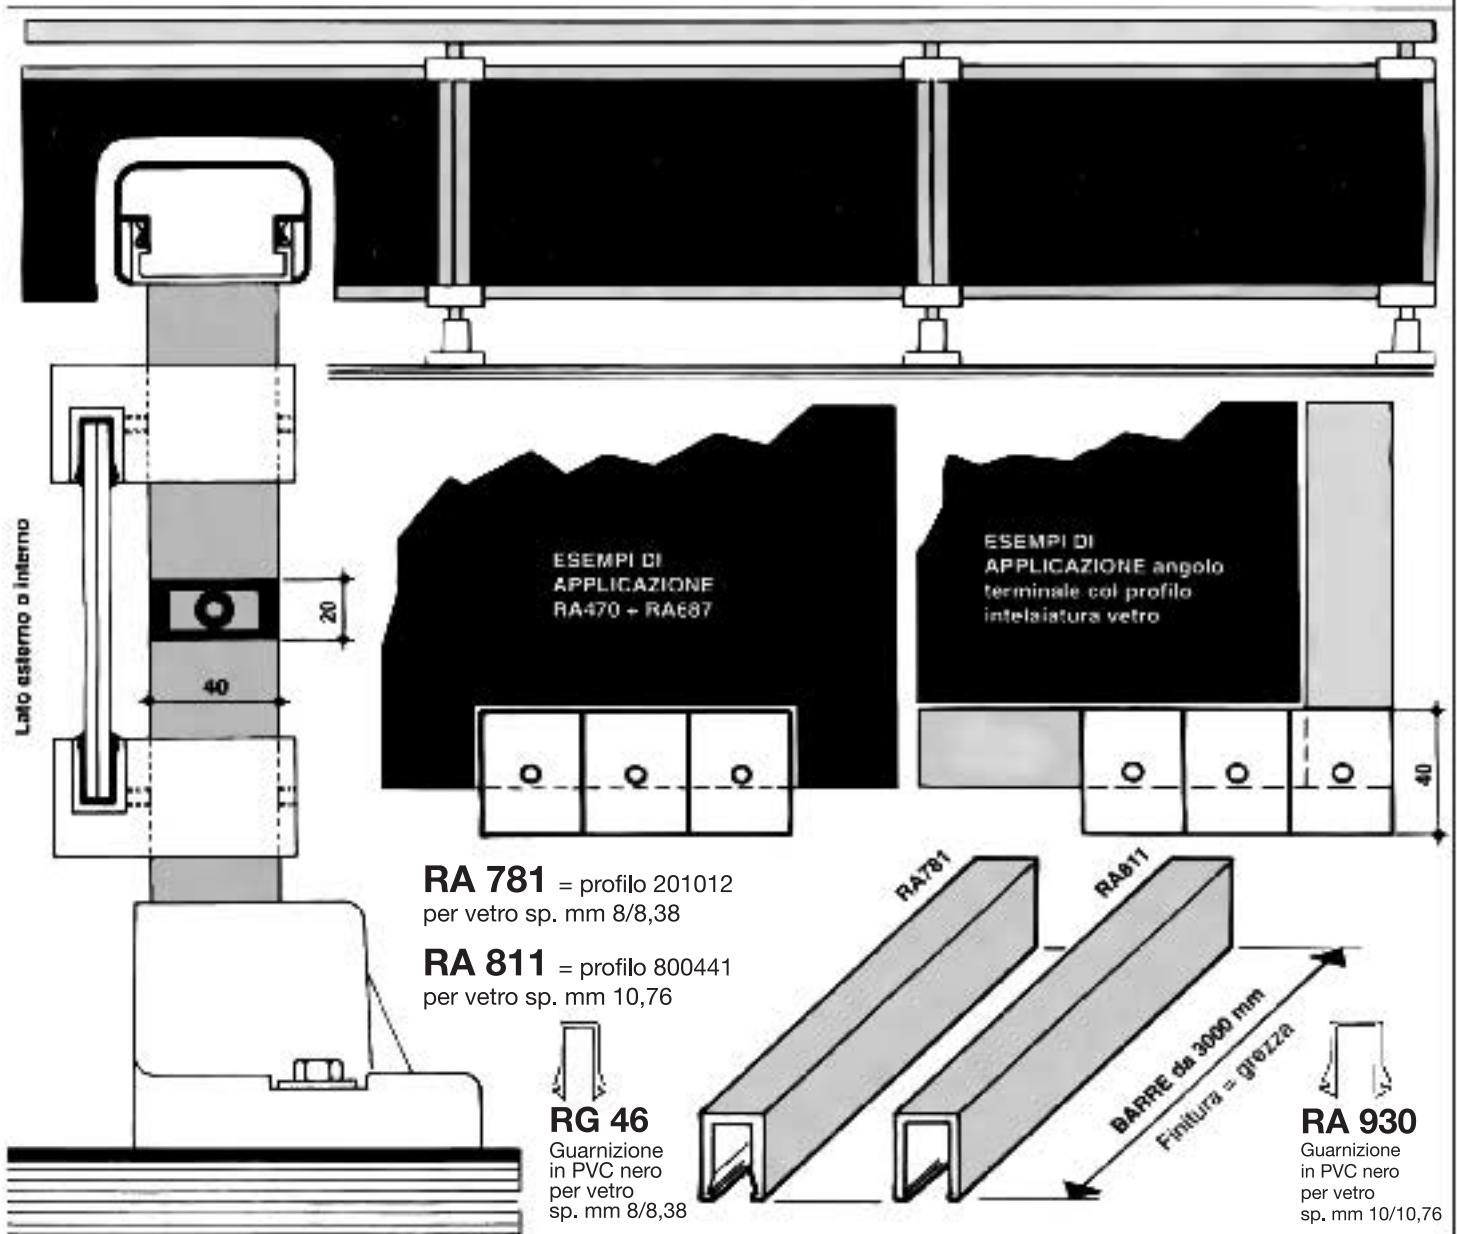 Lato esterno o interno
20
40
ESEMPI DI
APPLICAZIONE
RA470 + RA687
ESEMPI DI
APPLICAZIONE angolo
terminale col profilo
intelaiatura vetro
40
RA 781 = profilo 201012
per vetro sp. mm 8/8,38
RA 811 = profilo 800441
per vetro sp. mm 10,76
RA781
RA811
BARRE da 3000 mm
Finitura = grezza
RG 46
Guarnizione
in PVC nero
per vetro
sp. mm 8/8,38
RA 930
Guarnizione
in PVC nero
per vetro
sp. mm 10/10,76